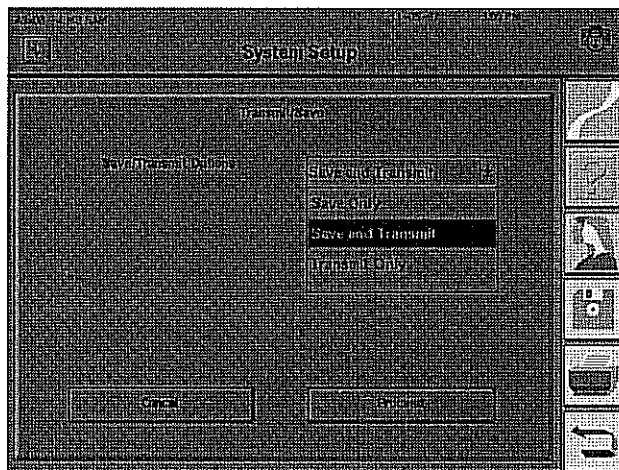 System Setup
Transmit/Save
Save/Transmit Options
Save and Transmit
Save Only
Save and Transmit
Transmit Only
Cancel